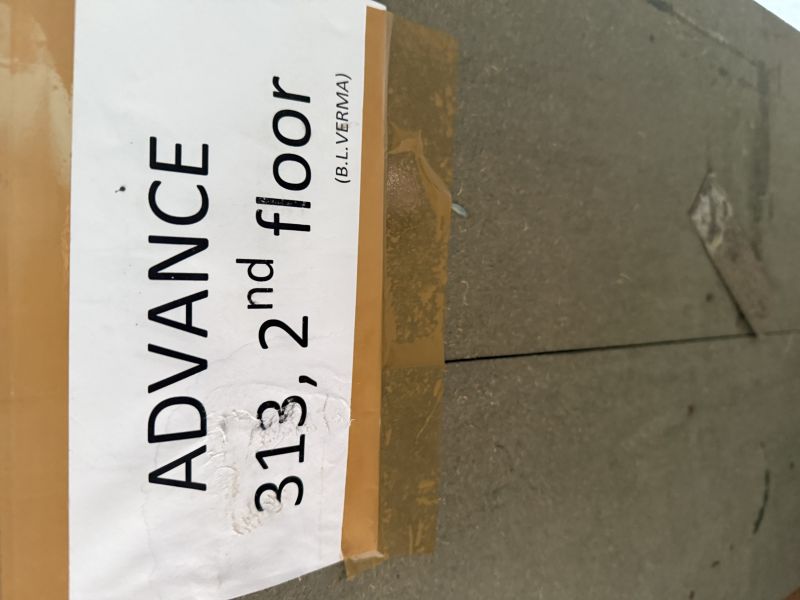 ADVANCE
313, 2nd floor
(B.L.VERMA)